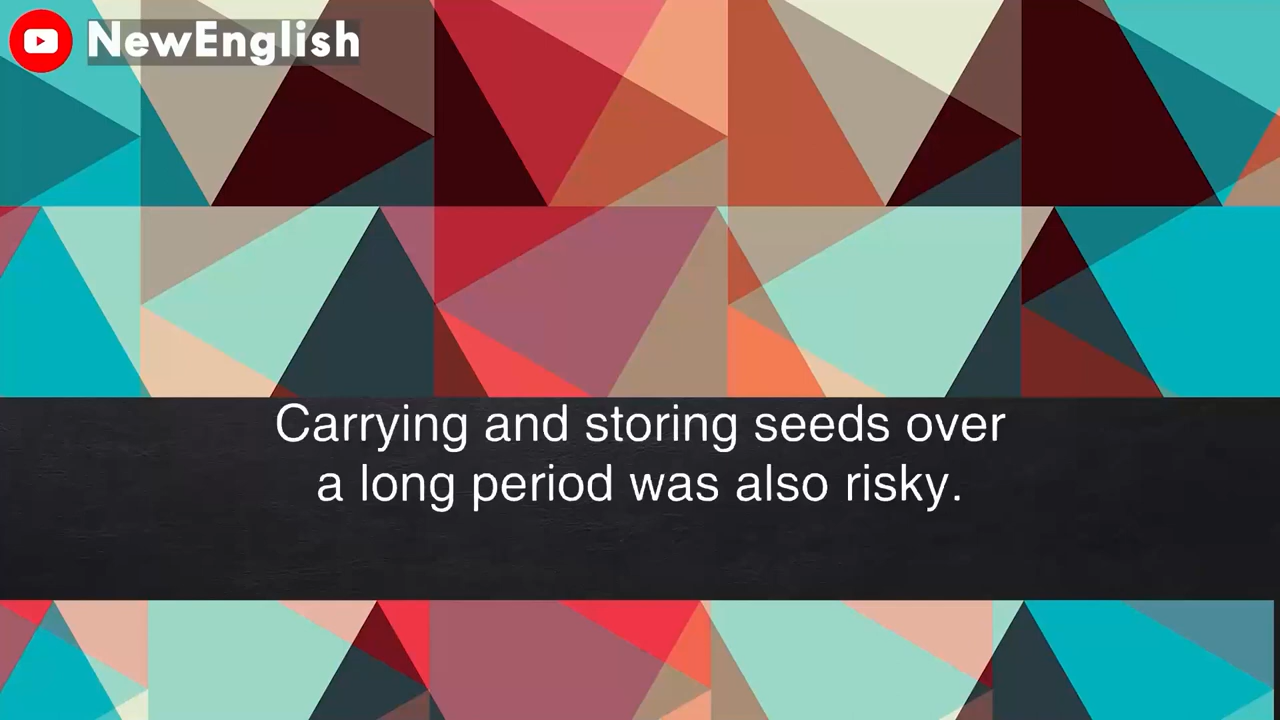 NewEnglish
Carrying and storing seeds over
a long period was also risky.